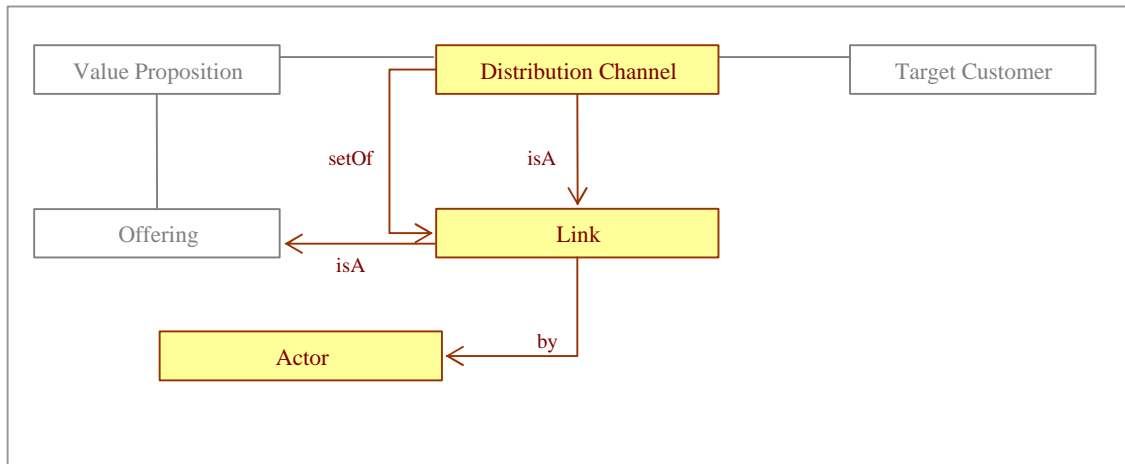 Value Proposition
Distribution Channel
Target Customer
setOf
isA
Offering
Link
isA
Actor
by